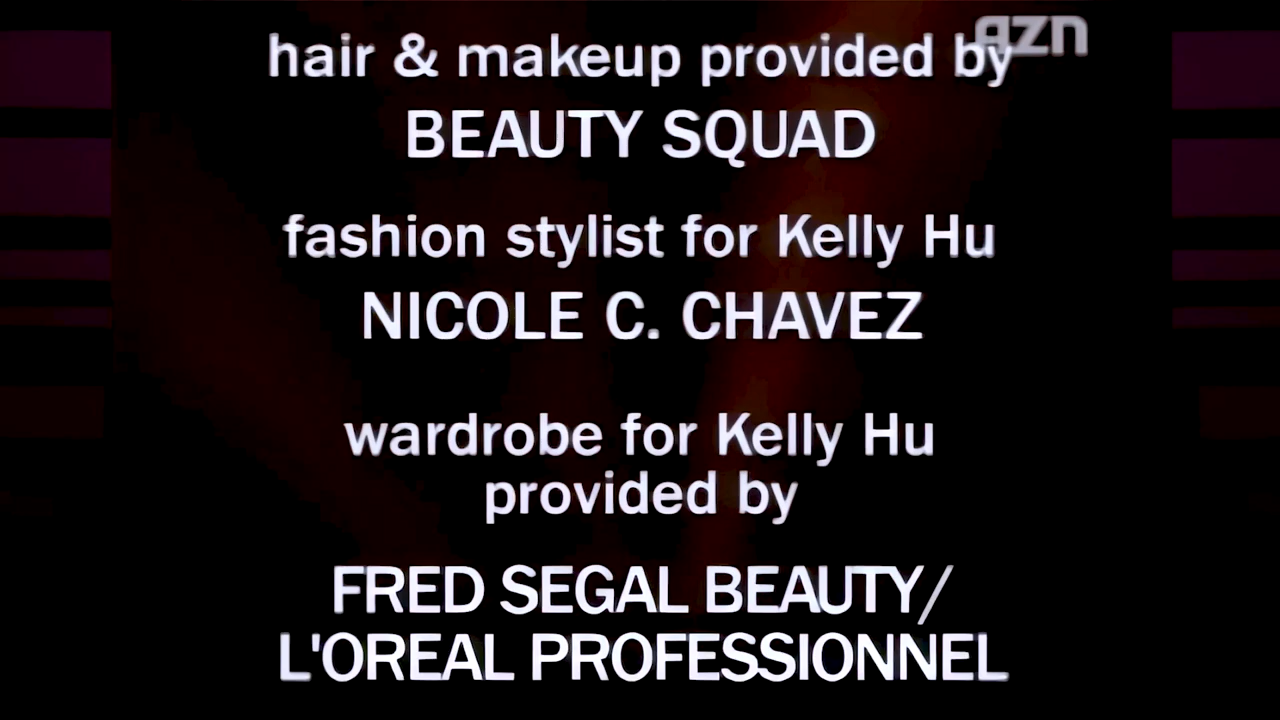 azn
hair & makeup provided by
BEAUTY SQUAD
fashion stylist for Kelly Hu
NICOLE C. CHAVEZ
wardrobe for Kelly Hu
provided by
FRED SEGAL BEAUTY/
L'OREAL PROFESSIONNEL